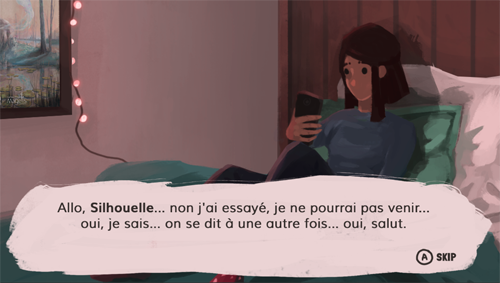 Allo, Silhouelle... non j'ai essayé, je ne pourrai pas venir...
oui, je sais... on se dit à une autre fois... oui, salut.
A SKIP